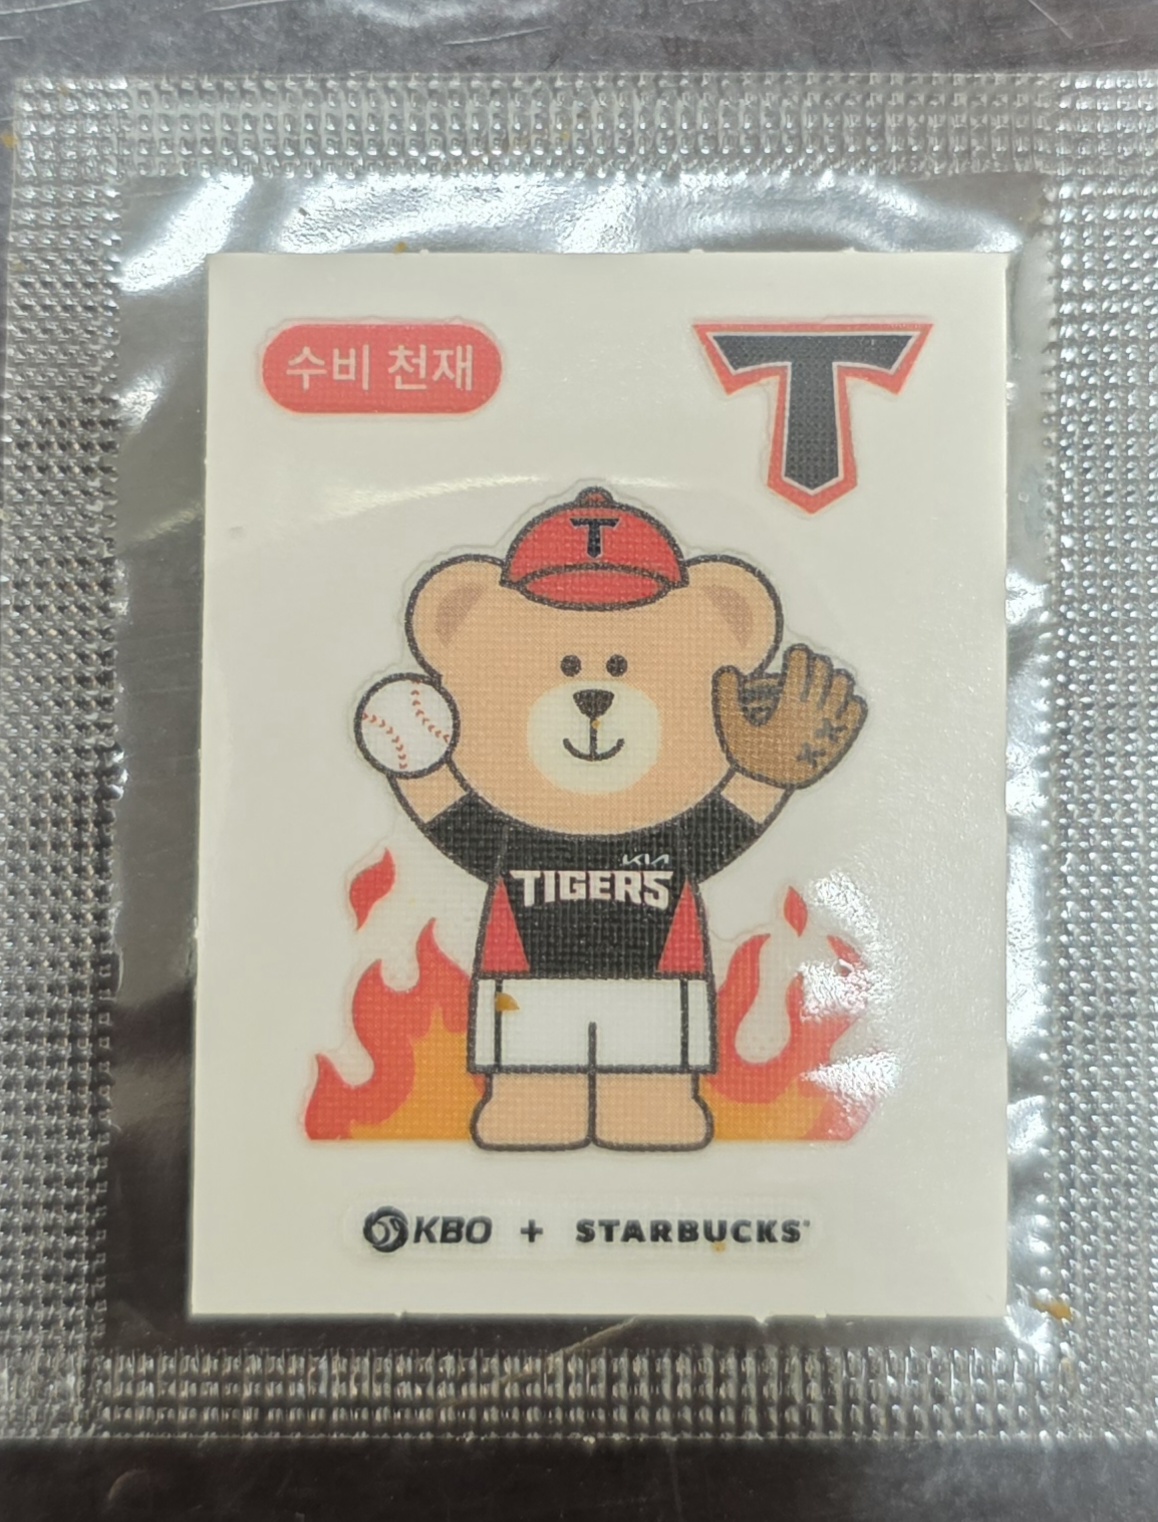 수비 천재
T
T
KIA
TIGERS
KBO + STARBUCKS®